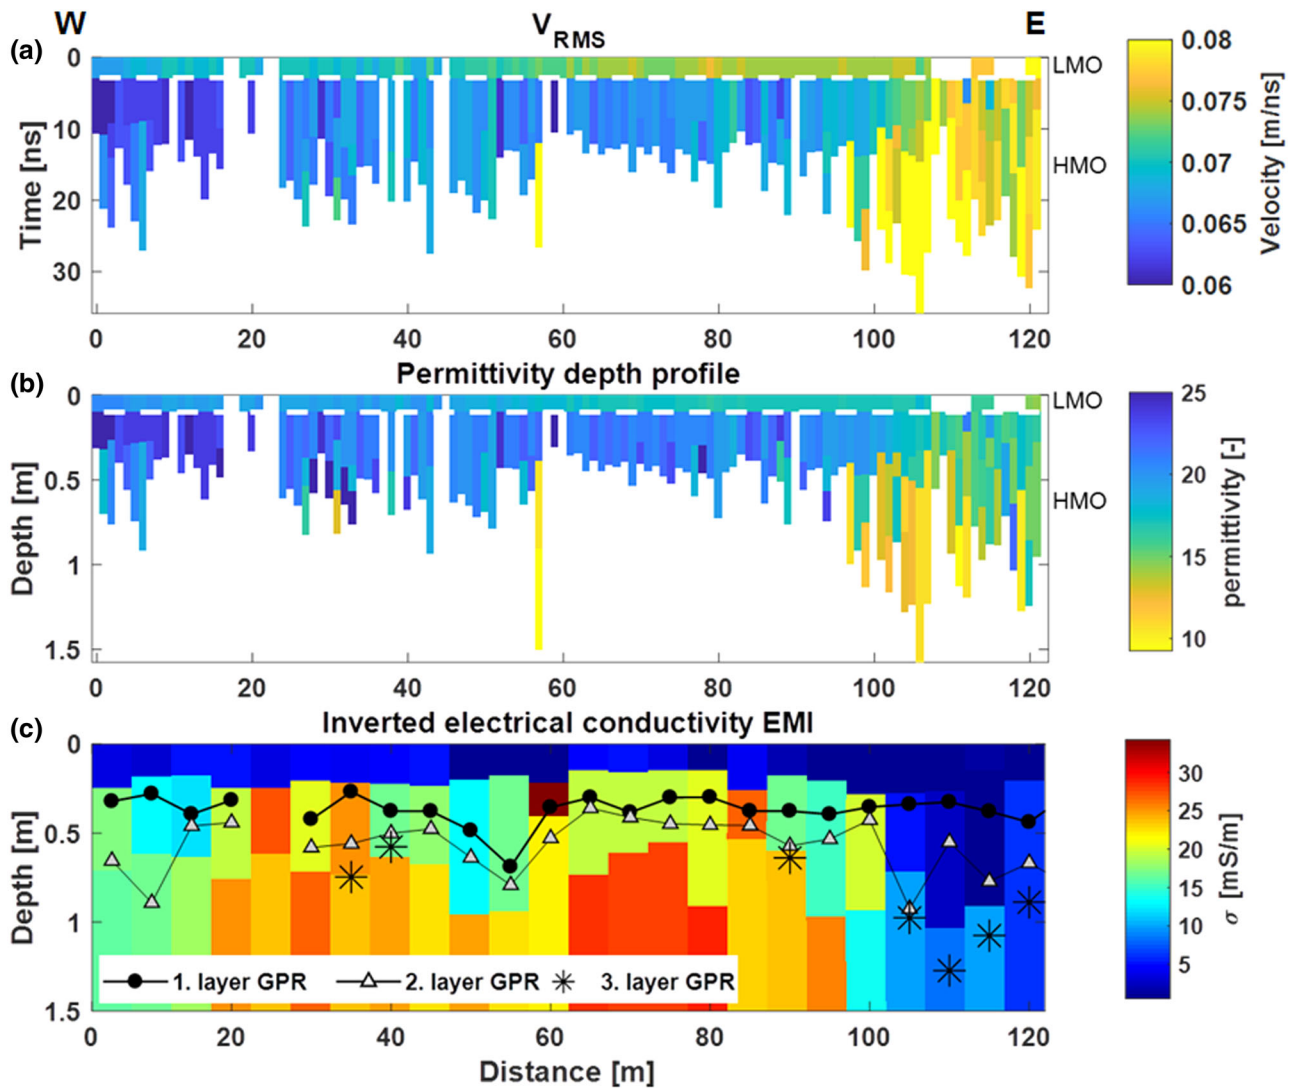 W
E
V_RMS
(a)
0
10
20
30
Time [ns]
LMO
HMO
0.08
0.075
0.07
0.065
0.06
Velocity [m/ns]
0 20 40 60 80 100 120
Permittivity depth profile
(b)
0
0.5
1
1.5
Depth [m]
LMO
HMO
25
20
15
10
permittivity [-]
0 20 40 60 80 100 120
Inverted electrical conductivity EMI
(c)
0
0.5
1
1.5
Depth [m]
1. layer GPR 2. layer GPR 3. layer GPR
30
25
20
15
10
5
σ [mS/m]
0 20 40 60 80 100 120
Distance [m]